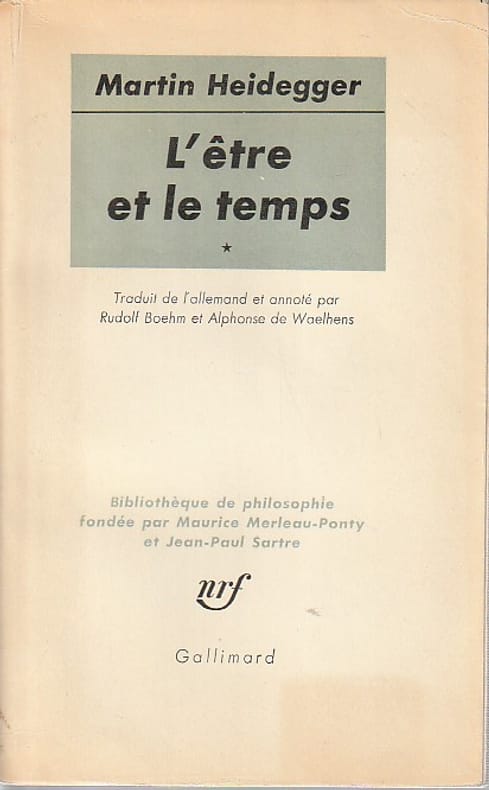 Martin Heidegger
L'être
et le temps
★
Traduit de l'allemand et annoté par
Rudolf Boehm et Alphonse de Waelhens
Bibliothèque de philosophie
fondée par Maurice Merleau-Ponty
et Jean-Paul Sartre
nrf
Gallimard